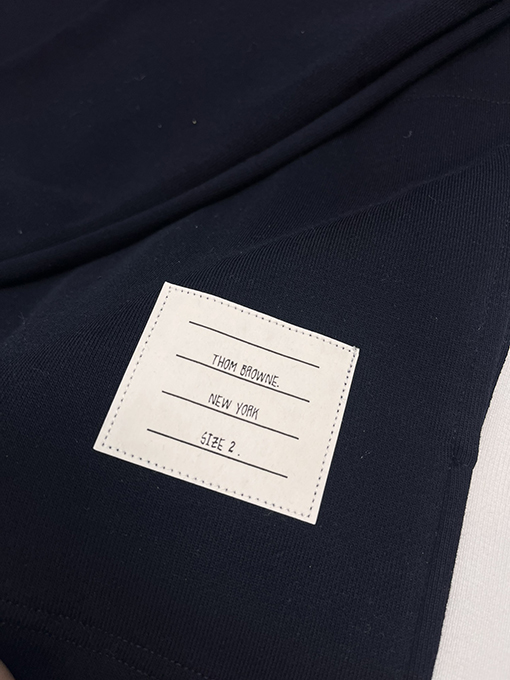 THOM BROWNE.
NEW YORK
SIZE 2.